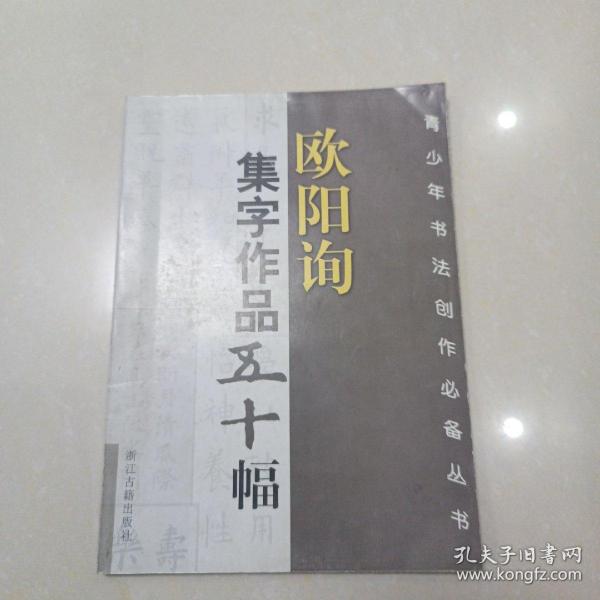 青少年书法创作必备丛书
欧阳询
集字作品五十幅
浙江古籍出版社
孔夫子旧书网
www.kongfz.com